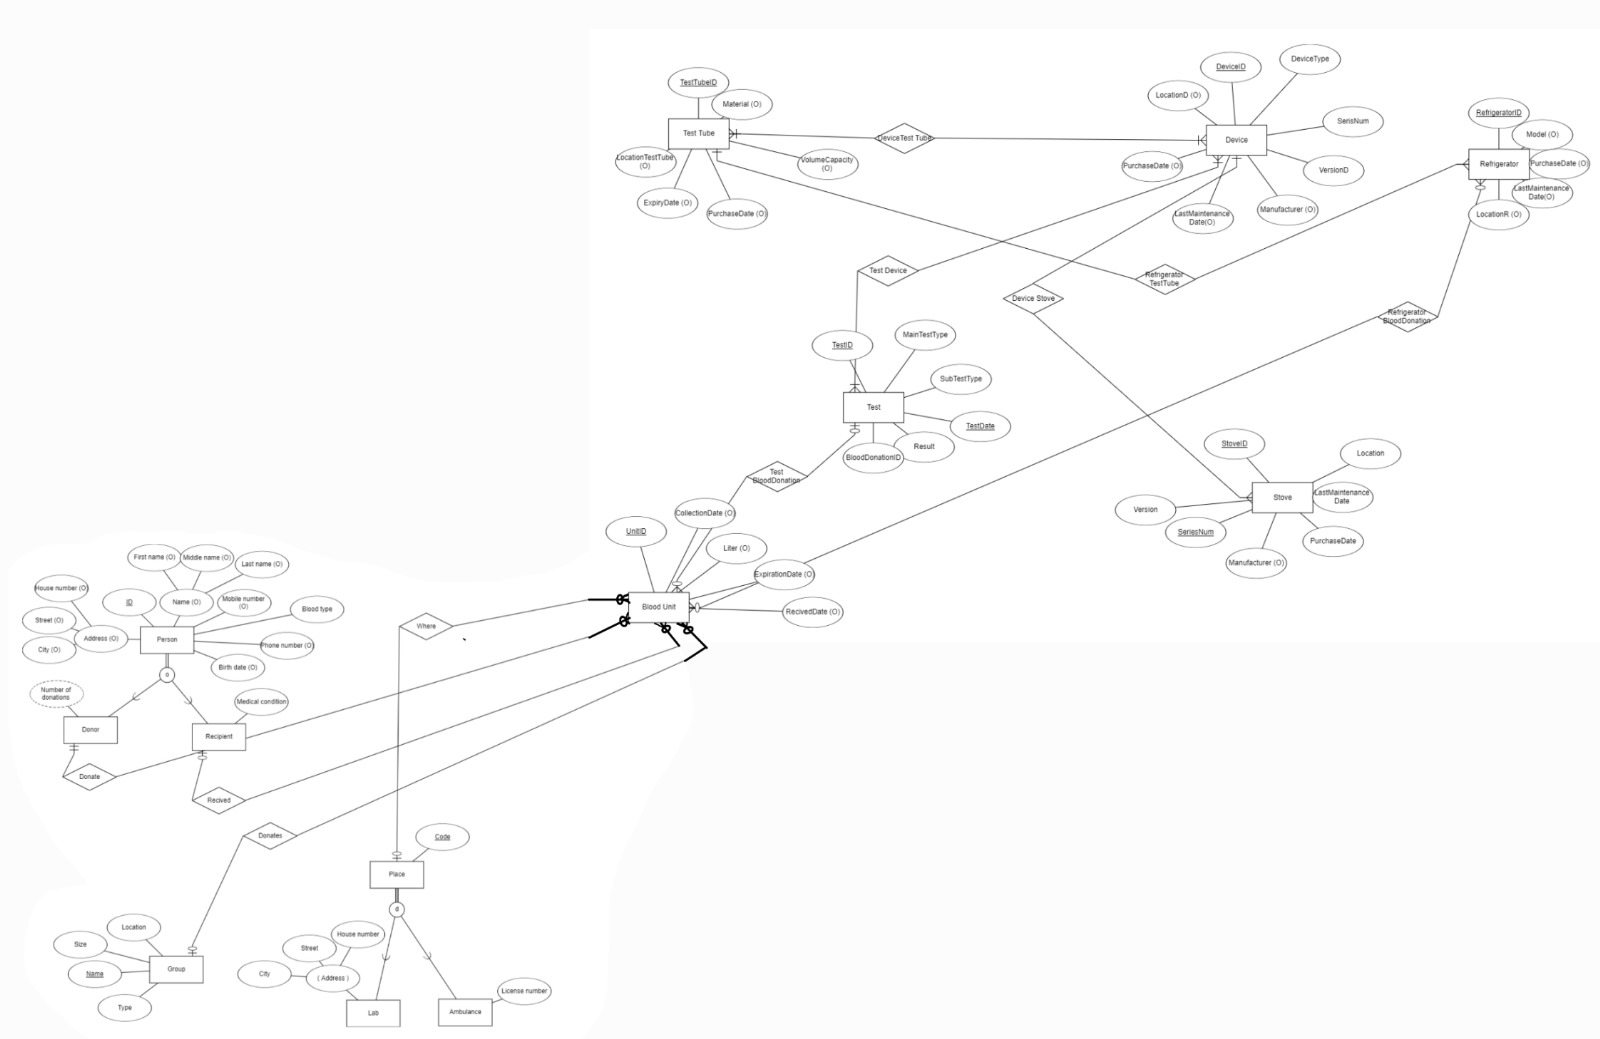 TestTubeID
Material (O)
Test Tube
LocationTestTube
(O)
VolumeCapacity
(O)
ExpiryDate (O)
PurchaseDate (O)
DeviceTest Tube
DeviceID
DeviceType
LocationD (O)
SerisNum
Device
PurchaseDate (O)
VersionD
LastMaintenance
Date(O)
Manufacturer (O)
RefrigeratorID
Model (O)
Refrigerator
PurchaseDate (O)
LastMaintenance
Date(O)
LocationR (O)
Test Device
Device Stove
Refrigerator
TestTube
Refrigerator
BloodDonation
TestID
MainTestType
SubTestType
Test
TestDate
Result
BloodDonationID
Test
BloodDonation
StoveID
Location
Stove
LastMaintenance
Date
Version
SeriesNum
PurchaseDate
Manufacturer (O)
UnitID
CollectionDate (O)
Liter (O)
ExpirationDate (O)
Blood Unit
RecivedDate (O)
First name (O)
Middle name (O)
Last name (O)
House number (O)
ID
Name (O)
Mobile number
(O)
Blood type
Street (O)
Address (O)
Person
City (O)
Phone number (O)
Birth date (O)
o
Number of
donations
Medical condition
Donor
Recipient
Donate
Recived
Where
Donates
Code
Place
d
Location
Size
Name
Group
Type
House number
Street
City
( Address )
Lab
Ambulance
License number